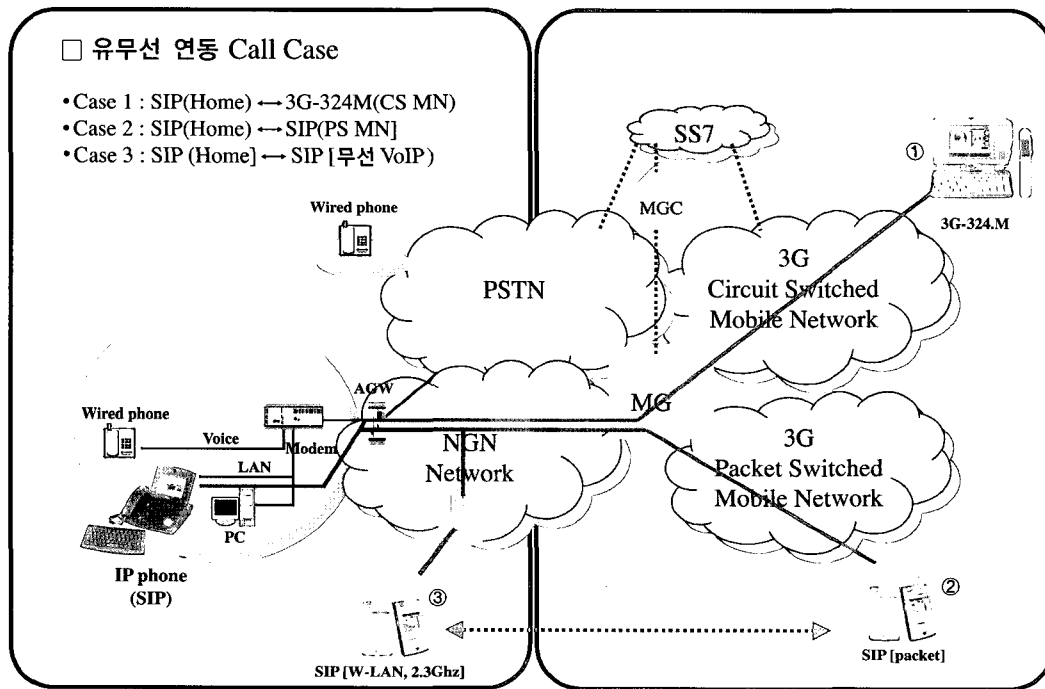 □ 유무선 연동 Call Case
•Case 1 : SIP(Home) ↔ 3G-324M(CS MN)
•Case 2 : SIP(Home) ↔ SIP(PS MN]
•Case 3 : SIP (Home] ↔ SIP [무선 VoIP)
SS7
①
3G-324.M
Wired phone
MGC
PSTN
3G
Circuit Switched
Mobile Network
AGW
MG
Wired phone
Voice
Modem
LAN
PC
NGN
Network
3G
Packet Switched
Mobile Network
IP phone
(SIP)
③
SIP [W-LAN, 2.3Ghz]
②
SIP [packet]